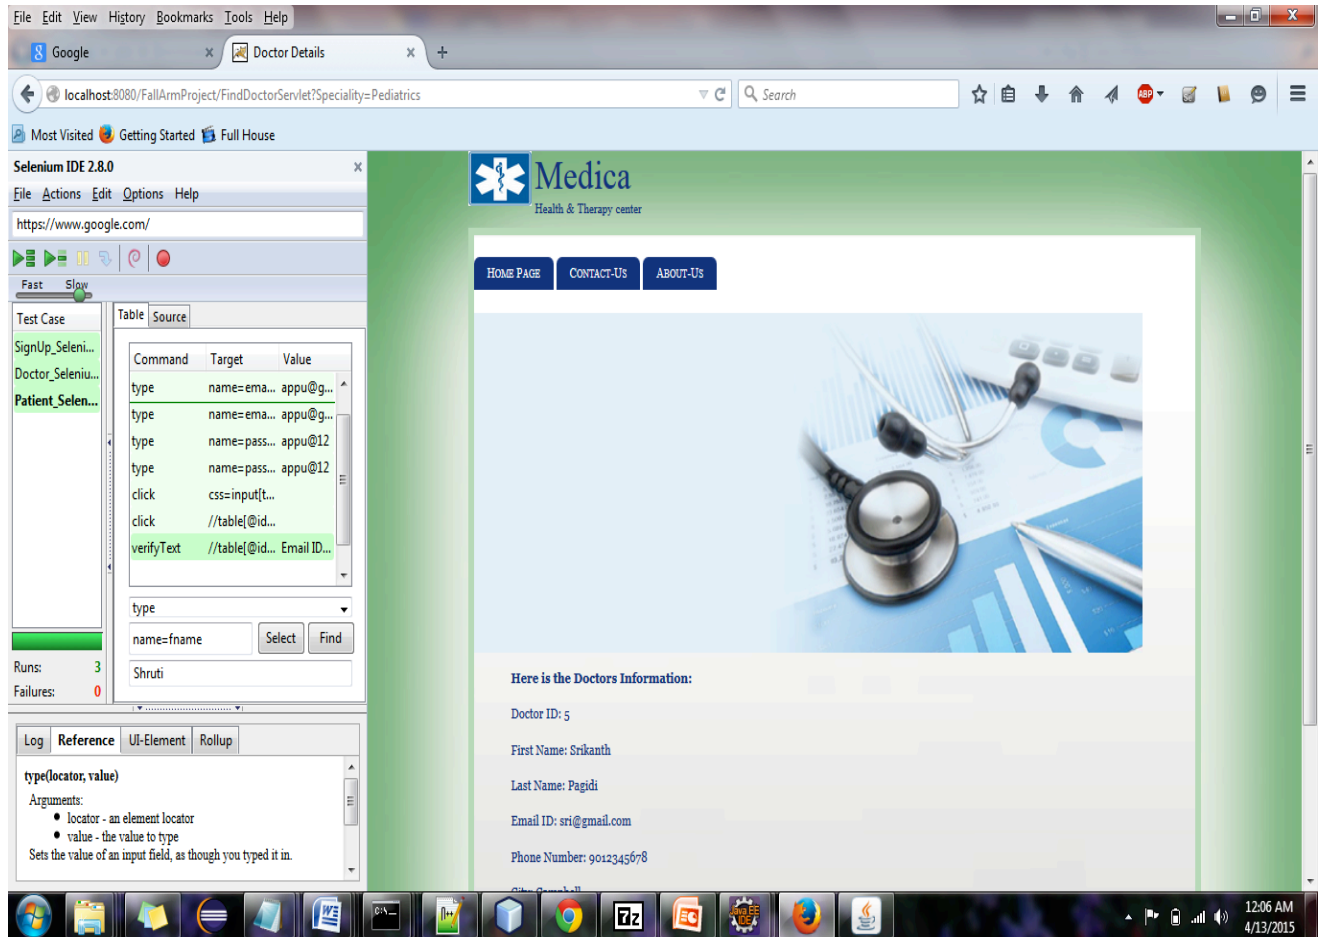 File Edit View History Bookmarks Tools Help
Google
Doctor Details
localhost:8080/FallArmProject/FindDoctorServlet?Speciality=Pediatrics
Search
ABP
Most Visited Getting Started Full House
Selenium IDE 2.8.0
File Actions Edit Options Help
https://www.google.com/
Fast Slow
Test Case
SignUp_Seleni...
Doctor_Seleniu...
Patient_Selen...
Table Source
Command Target Value
type name=ema... appu@g...
type name=ema... appu@g...
type name=pass... appu@12
type name=pass... appu@12
click css=input[t...
click //table[@id...
verifyText //table[@id... Email ID...
type
name=fname Select Find
Shruti
Runs: 3
Failures: 0
Log Reference UI-Element Rollup
type(locator, value)
Arguments:
locator - an element locator
value - the value to type
Sets the value of an input field, as though you typed it in.
Medica
Health & Therapy center
Home Page Contact-Us About-Us
Here is the Doctors Information:
Doctor ID: 5
First Name: Srikanth
Last Name: Pagidi
Email ID: sri@gmail.com
Phone Number: 9012345678
City: Campbell
12:06 AM
4/13/2015